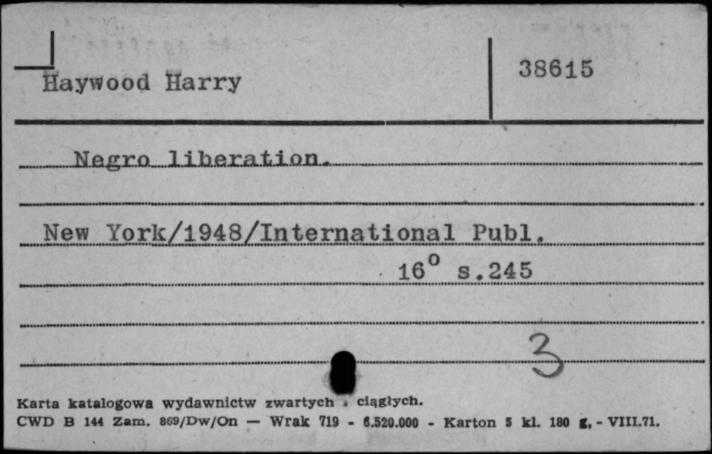 Haywood Harry
38615
Negro liberation.
New York/1948/International Publ.
16° s.245
3
Karta katalogowa wydawnictw zwartych i ciągłych.
CWD B 144 Zam. 869/Dw/On — Wrak 719 - 6.520.000 - Karton 5 kl. 180 g. - VIII.71.